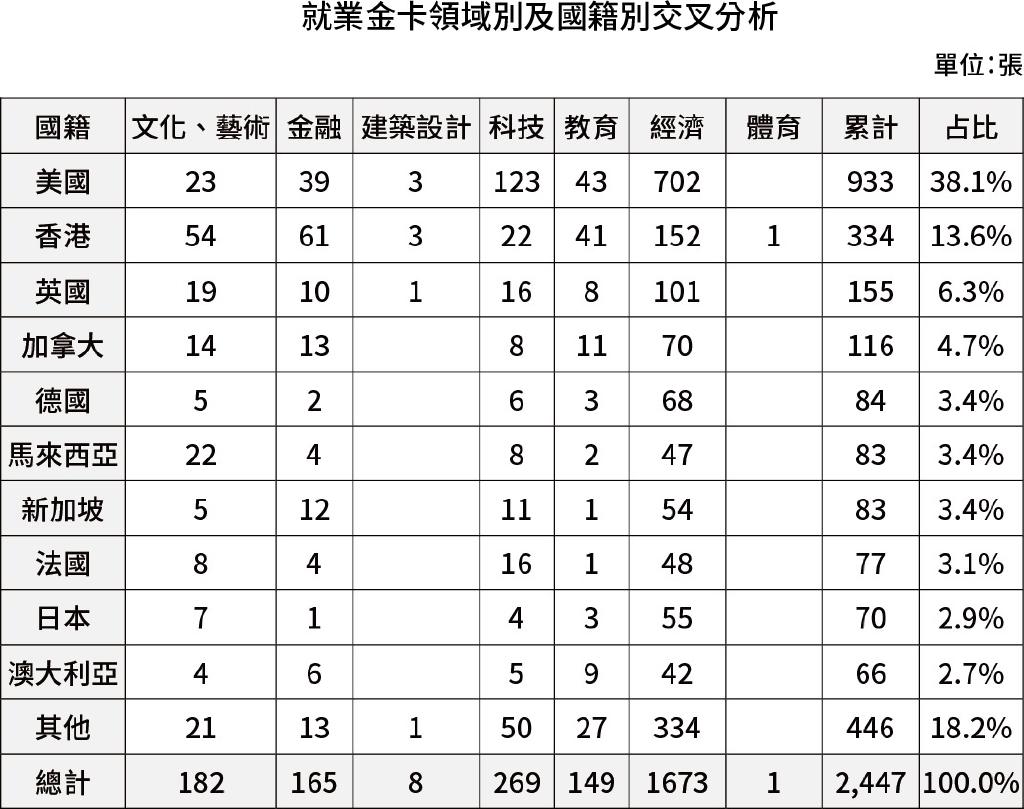 就業金卡領域別及國籍別交叉分析
單位：張
國籍 文化、藝術 金融 建築設計 科技 教育 經濟 體育 累計 占比
美國 23 39 3 123 43 702 933 38.1%
香港 54 61 3 22 41 152 1 334 13.6%
英國 19 10 1 16 8 101 155 6.3%
加拿大 14 13 8 11 70 116 4.7%
德國 5 2 6 3 68 84 3.4%
馬來西亞 22 4 8 2 47 83 3.4%
新加坡 5 12 11 1 54 83 3.4%
法國 8 4 16 1 48 77 3.1%
日本 7 1 4 3 55 70 2.9%
澳大利亞 4 6 5 9 42 66 2.7%
其他 21 13 1 50 27 334 446 18.2%
總計 182 165 8 269 149 1673 1 2,447 100.0%